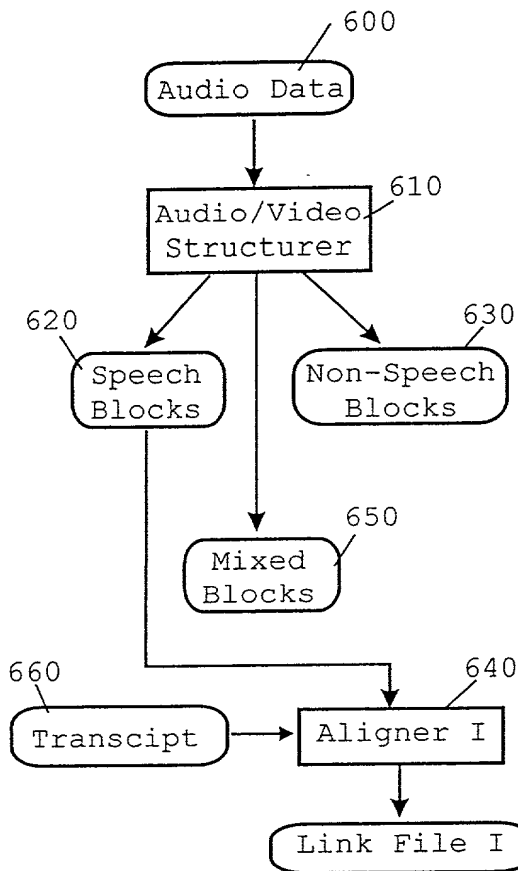 600
Audio Data
610
Audio/Video
Structurer
620
Speech
Blocks
630
Non-Speech
Blocks
650
Mixed
Blocks
660
Transcipt
640
Aligner I
Link File I